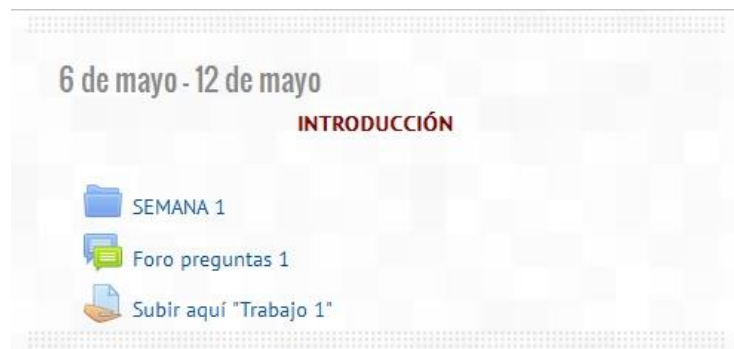 6 de mayo - 12 de mayo
INTRODUCCIÓN
SEMANA 1
Foro preguntas 1
Subir aquí "Trabajo 1"